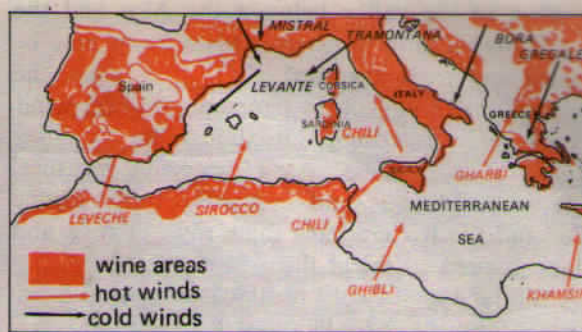 MISTRAL
TRAMONTANA
BORA
GREGALE
Spain
LEVANTE
CORSICA
ITALY
SARDINIA
CHILI
GREECE
SICILY
GHARBI
LEVECHE
SIROCCO
CHILI
MEDITERRANEAN
SEA
GHIBLI
KHAMSIN
wine areas
hot winds
cold winds